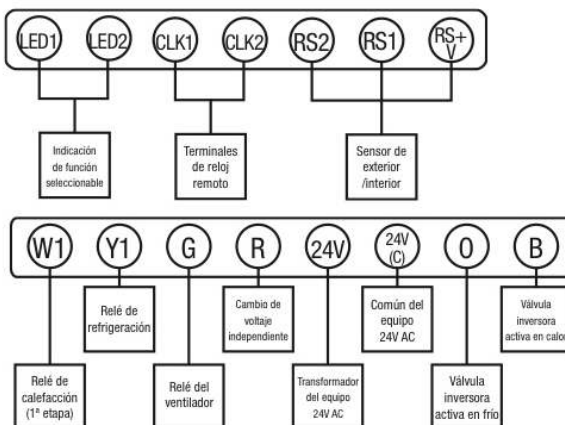 LED1 LED2 CLK1 CLK2 RS2 RS1 RS+
V
Indicación
de función
seleccionable
Terminales
de reloj
remoto
Sensor de
exterior
/interior
W1 Y1 G R 24V 24V
(C) O B
Relé de
refrigeración
Cambio de
voltaje
independiente
Común del
equipo
24V AC
Válvula
inversora
activa en calor
Relé de
calefacción
(1ª etapa)
Relé del
ventilador
Transformador
del equipo
24V AC
Válvula
inversora
activa en frío